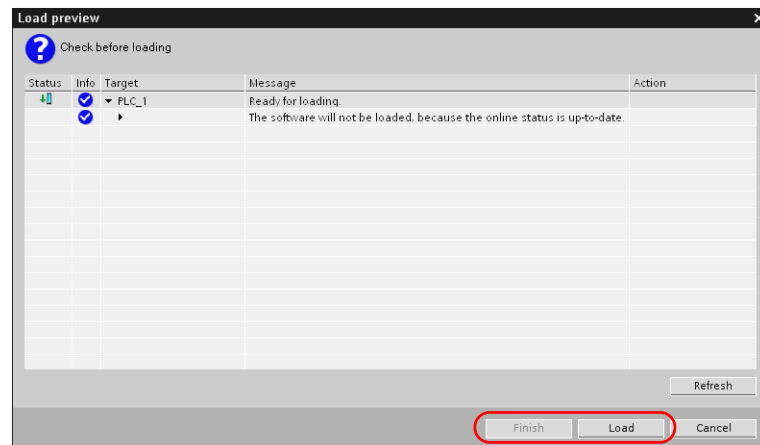 Load preview
Check before loading
Status Info Target Message Action
PLC_1 Ready for loading.
The software will not be loaded, because the online status is up-to-date.
Refresh
Finish Load Cancel